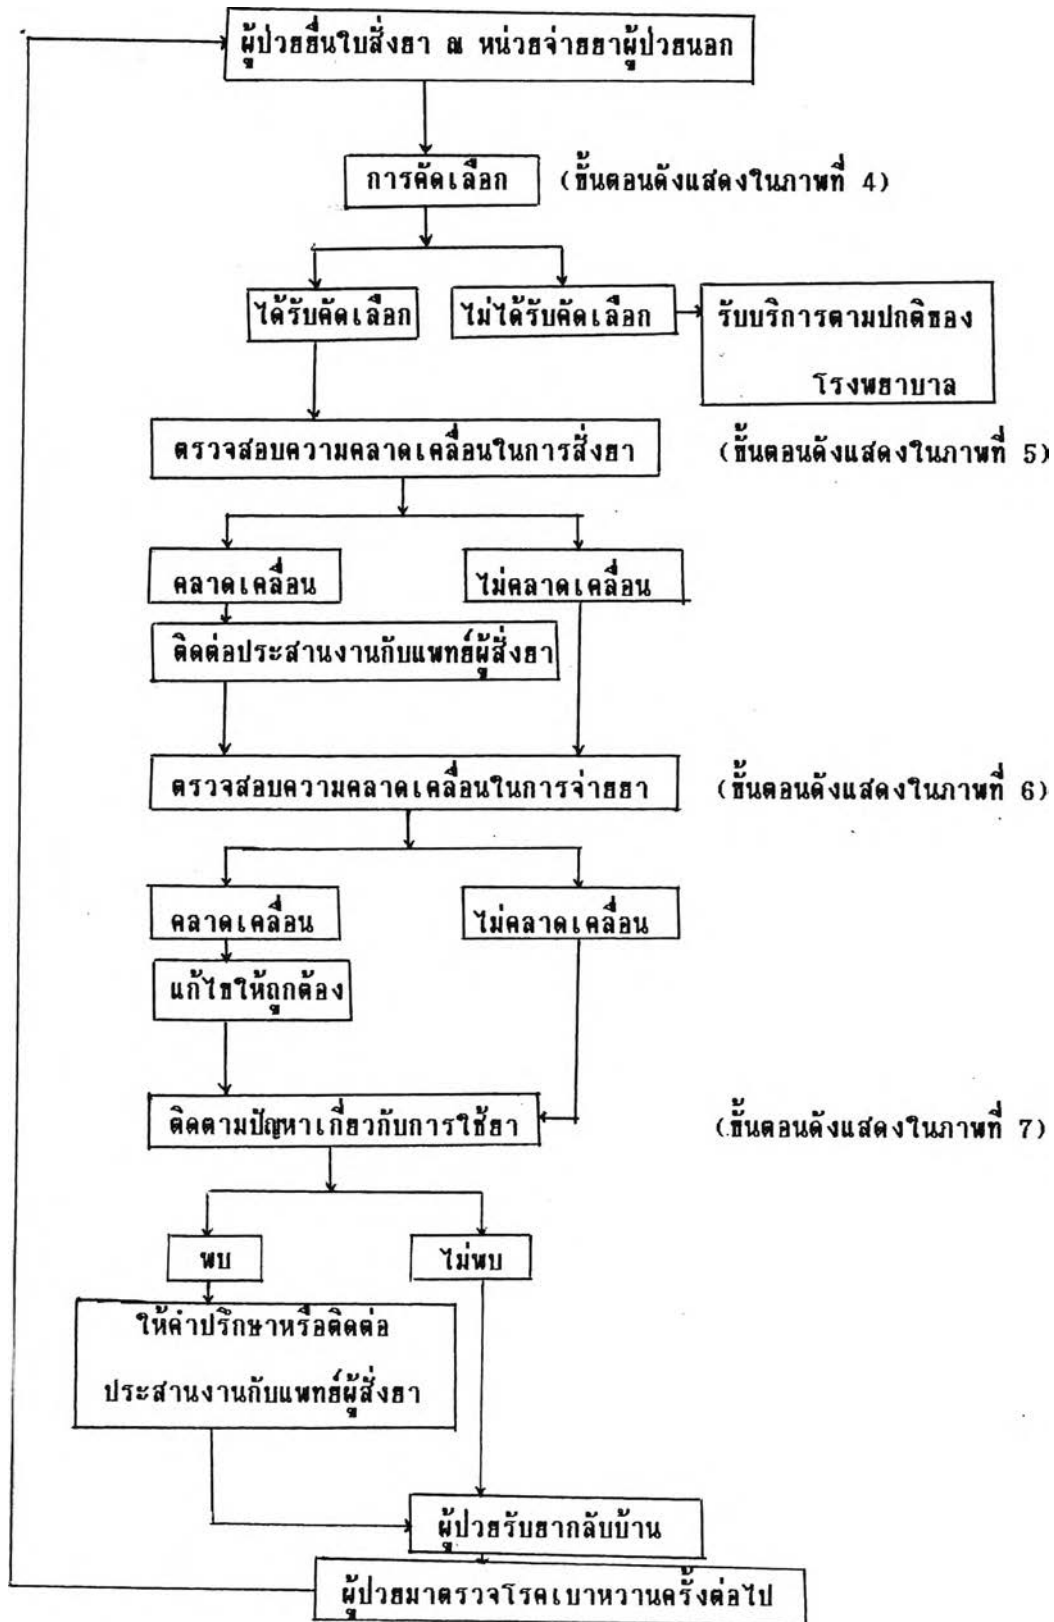 ผู้ป่วยยื่นใบสั่งยา ณ หน่วยจ่ายยาผู้ป่วยนอก
การคัดเลือก (ขั้นตอนดังแสดงในภาพที่ 4)
ได้รับคัดเลือก ไม่ได้รับคัดเลือก รับบริการตามปกติของ
โรงพยาบาล
ตรวจสอบความคลาดเคลื่อนในการสั่งยา (ขั้นตอนดังแสดงในภาพที่ 5)
คลาดเคลื่อน ไม่คลาดเคลื่อน
ติดต่อประสานงานกับแพทย์ผู้สั่งยา
ตรวจสอบความคลาดเคลื่อนในการจ่ายยา (ขั้นตอนดังแสดงในภาพที่ 6)
คลาดเคลื่อน ไม่คลาดเคลื่อน
แก้ไขให้ถูกต้อง
ติดตามปัญหาเกี่ยวกับการใช้ยา (ขั้นตอนดังแสดงในภาพที่ 7)
พบ ไม่พบ
ให้คำปรึกษาหรือติดต่อ
ประสานงานกับแพทย์ผู้สั่งยา
ผู้ป่วยรับยากลับบ้าน
ผู้ป่วยมาตรวจโรคเบาหวานครั้งต่อไป